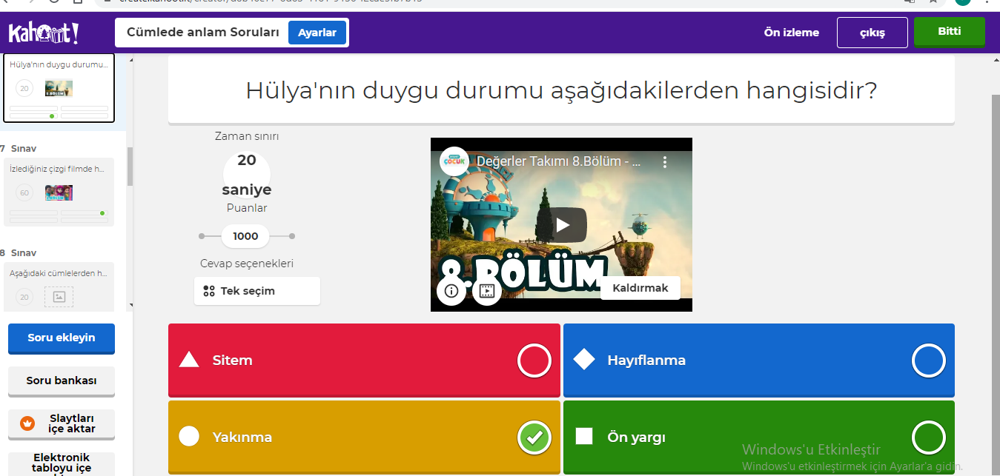 Kahoot!
Cümlede anlam Soruları
Ayarlar
Ön izleme
çıkış
Bitti
Hülya'nın duygu durumu...
20
8.BÖLÜM
7 Sınav
İzlediğiniz çizgi filmde h...
60
8 Sınav
Aşağıdaki cümlelerden h...
20
Soru ekleyin
Soru bankası
Slaytları
içe aktar
Elektronik
tabloyu içe
Hülya'nın duygu durumu aşağıdakilerden hangisidir?
Zaman sınırı
20
saniye
Puanlar
1000
Cevap seçenekleri
Tek seçim
ÇOCUK
Değerler Takımı 8.Bölüm - ...
8.BÖLÜM
Kaldırmak
Sitem
Hayıflanma
Yakınma
Ön yargı
Windows'u Etkinleştir
Windows'u etkinleştirmek için Ayarlar'a gidin.